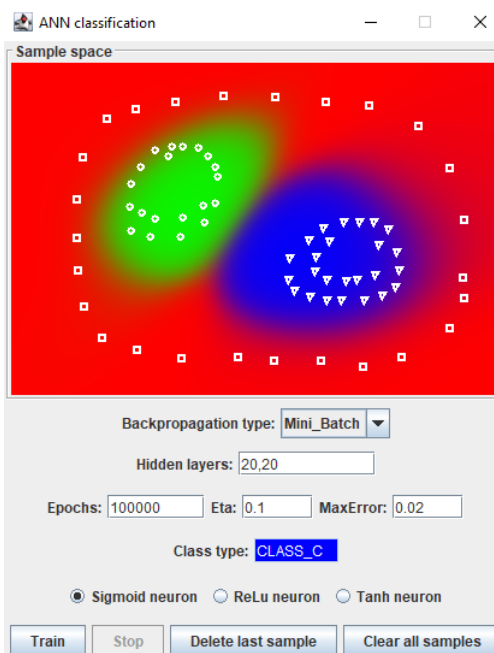 ANN classification
Sample space
Backpropagation type: Mini_Batch
Hidden layers: 20,20
Epochs: 100000 Eta: 0.1 MaxError: 0.02
Class type: CLASS_C
Sigmoid neuron ReLu neuron Tanh neuron
Train Stop Delete last sample Clear all samples